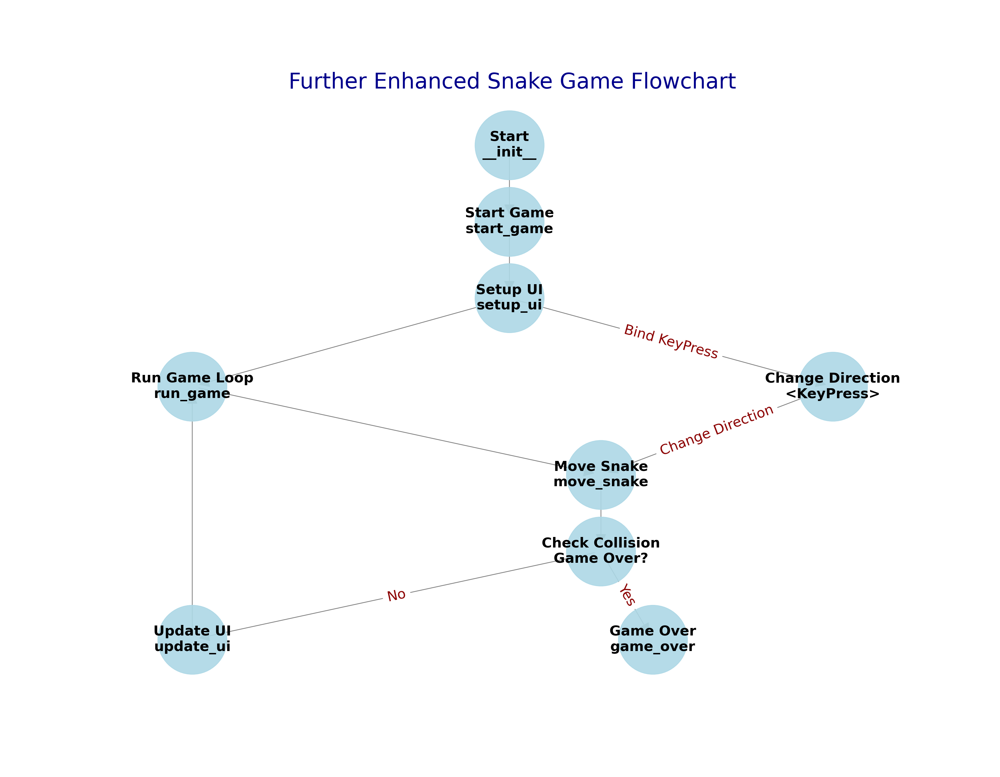 Further Enhanced Snake Game Flowchart
Start
__init__
Start Game
start_game
Setup UI
setup_ui
Bind KeyPress
Run Game Loop
run_game
Change Direction
<KeyPress>
Change Direction
Move Snake
move_snake
Check Collision
Game Over?
No
Yes
Update UI
update_ui
Game Over
game_over